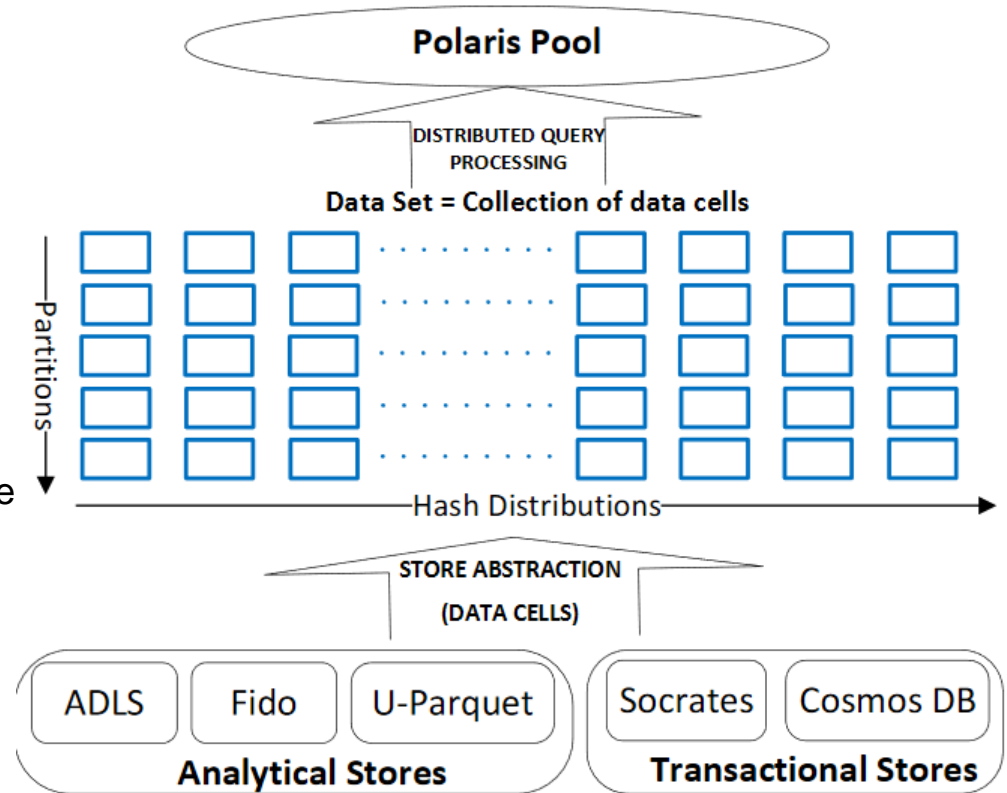 Polaris Pool
DISTRIBUTED QUERY
PROCESSING
Data Set = Collection of data cells
Partitions
e
Hash Distributions
STORE ABSTRACTION
(DATA CELLS)
ADLS
Fido
U-Parquet
Socrates
Cosmos DB
Analytical Stores
Transactional Stores